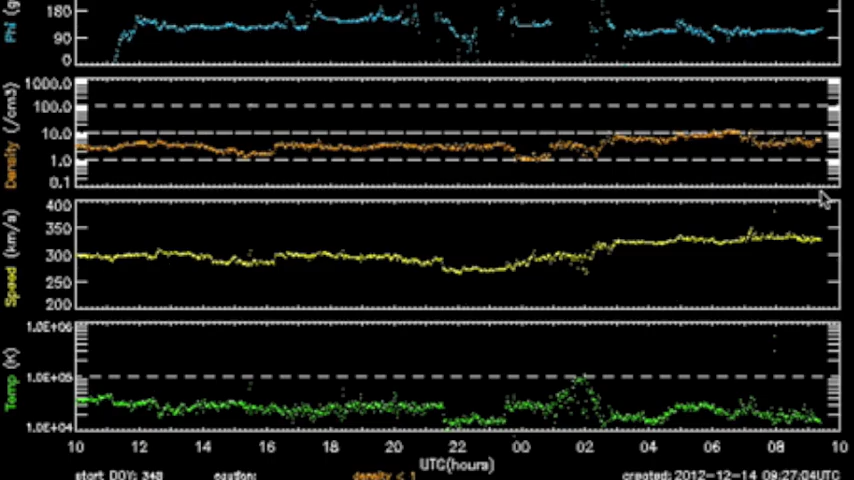 180
Phi (g
90
0
1000.0
100.0
10.0
Density (/cm3)
1.0
0.1
400
350
Speed (km/s)
300
250
200
1.0E+06
Temp (K)
1.0E+05
1.0E+04
10 12 14 16 18 20 22 00 02 04 06 08 10
UTC(hours)
start DOY: 348 caution: density < 1 created: 2012-12-14 09:27:04UTC